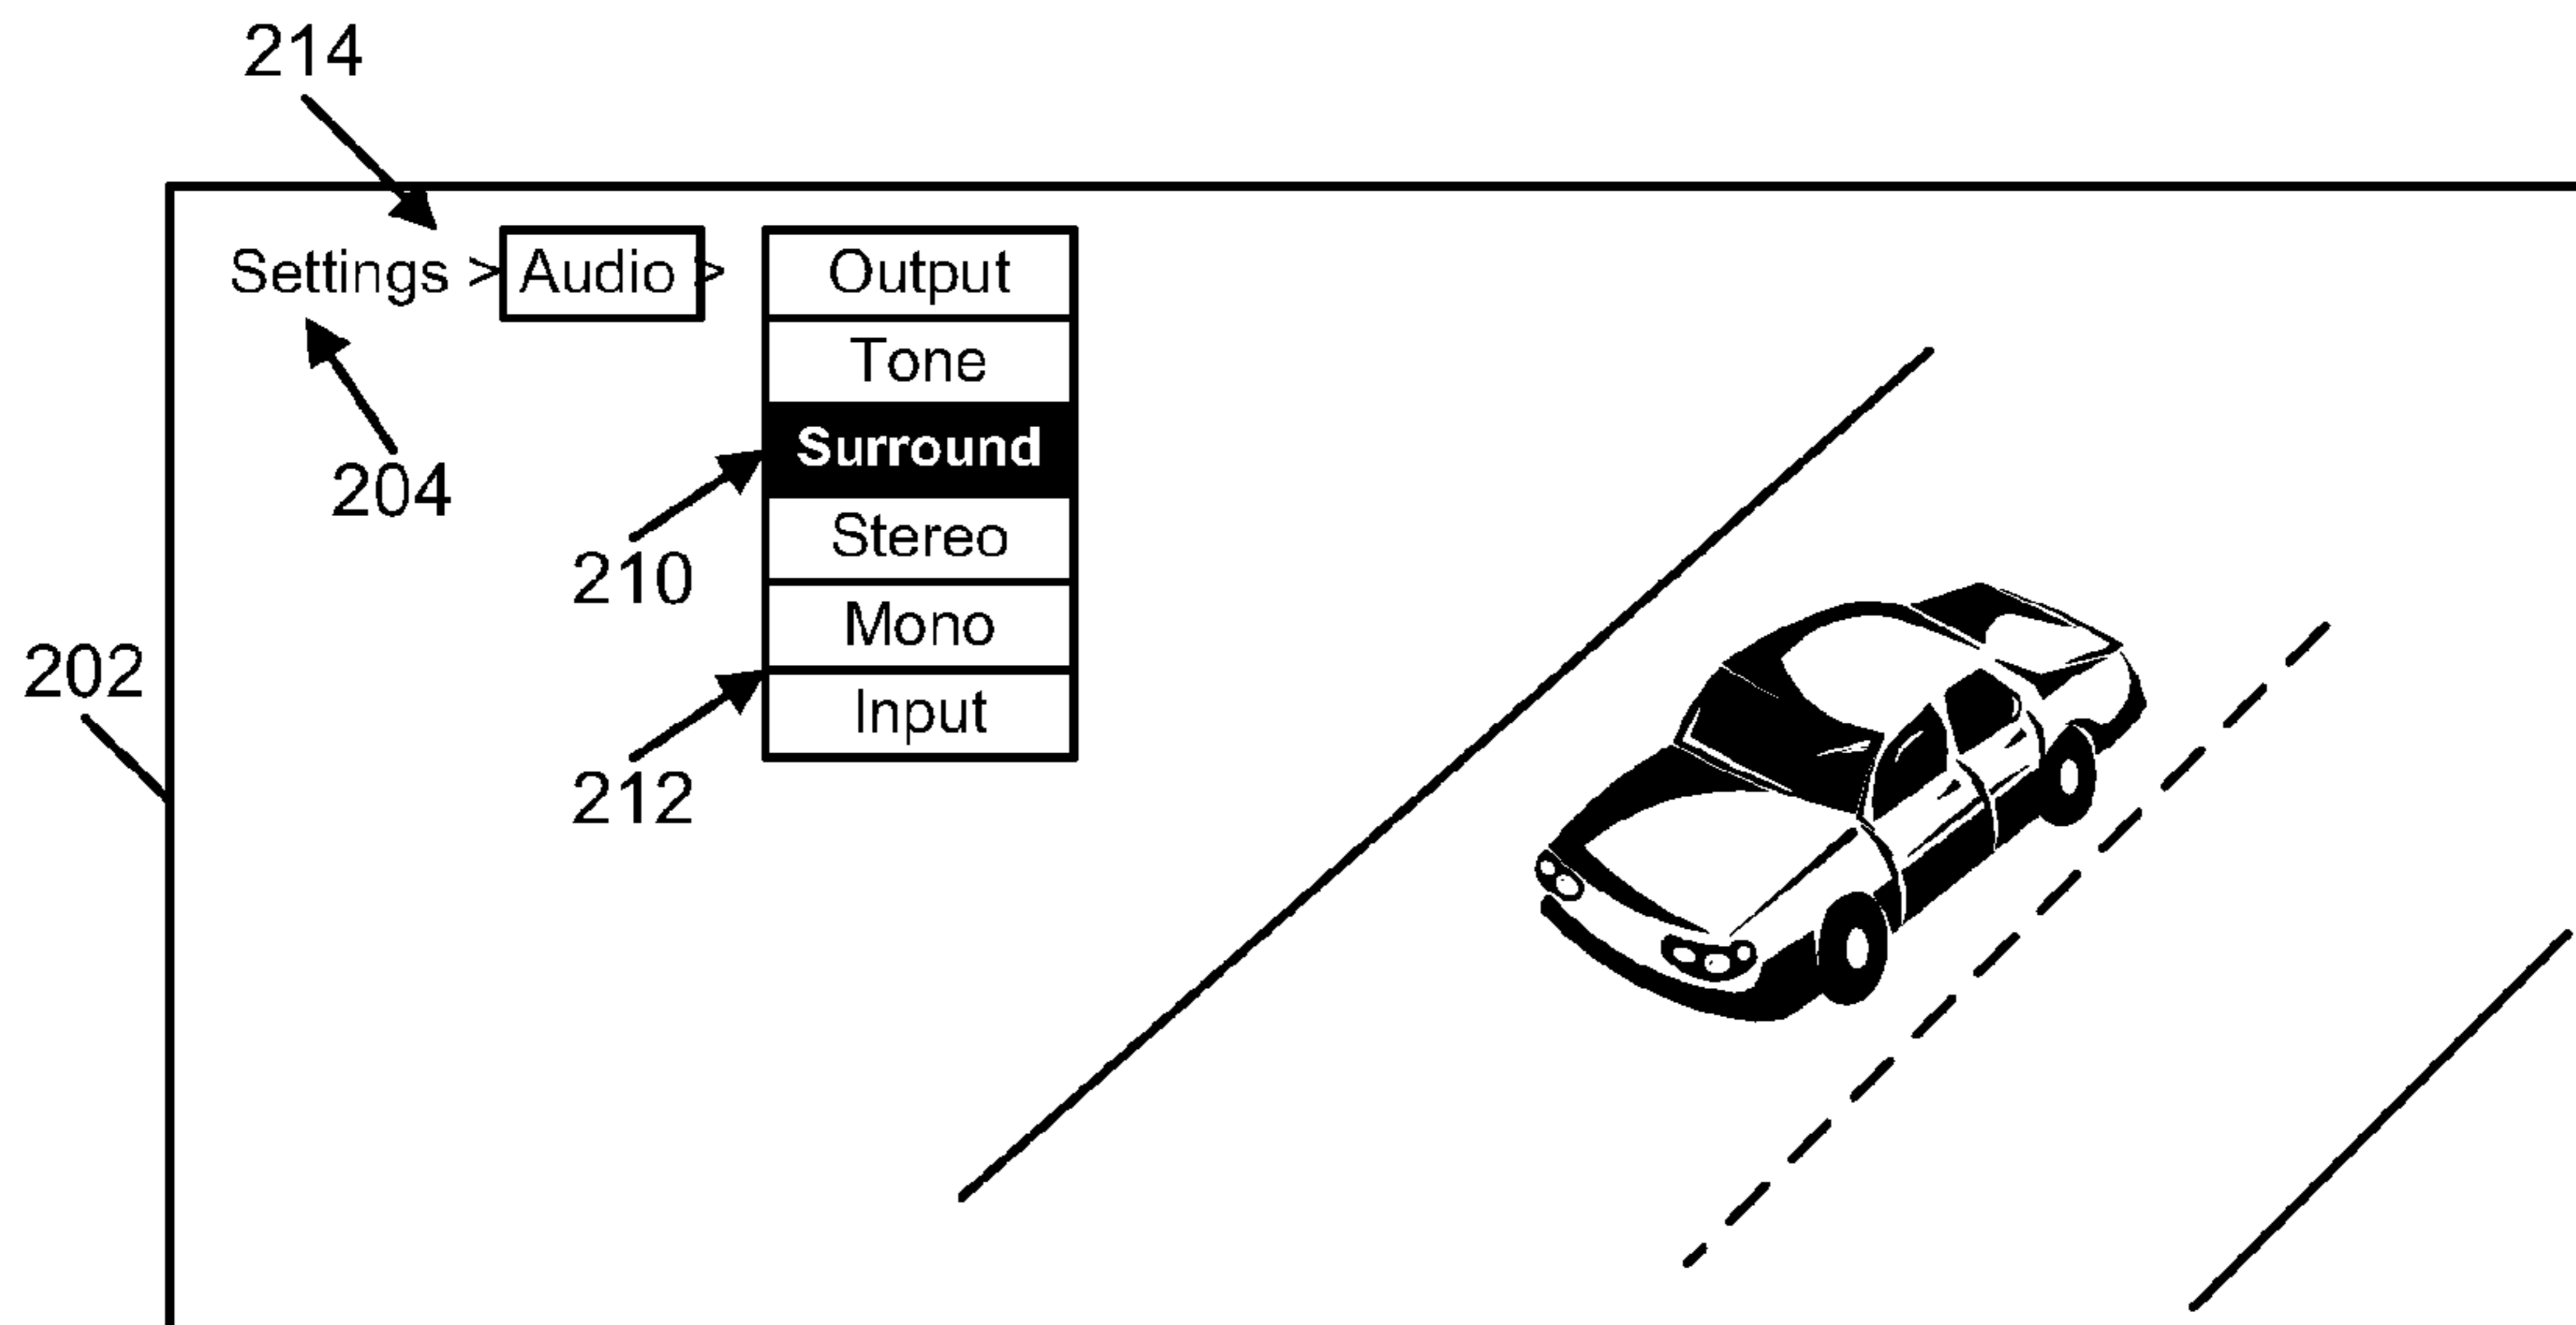 214
Settings > Audio > Output
Tone
Surround
204
Stereo
210
Mono
202
Input
212